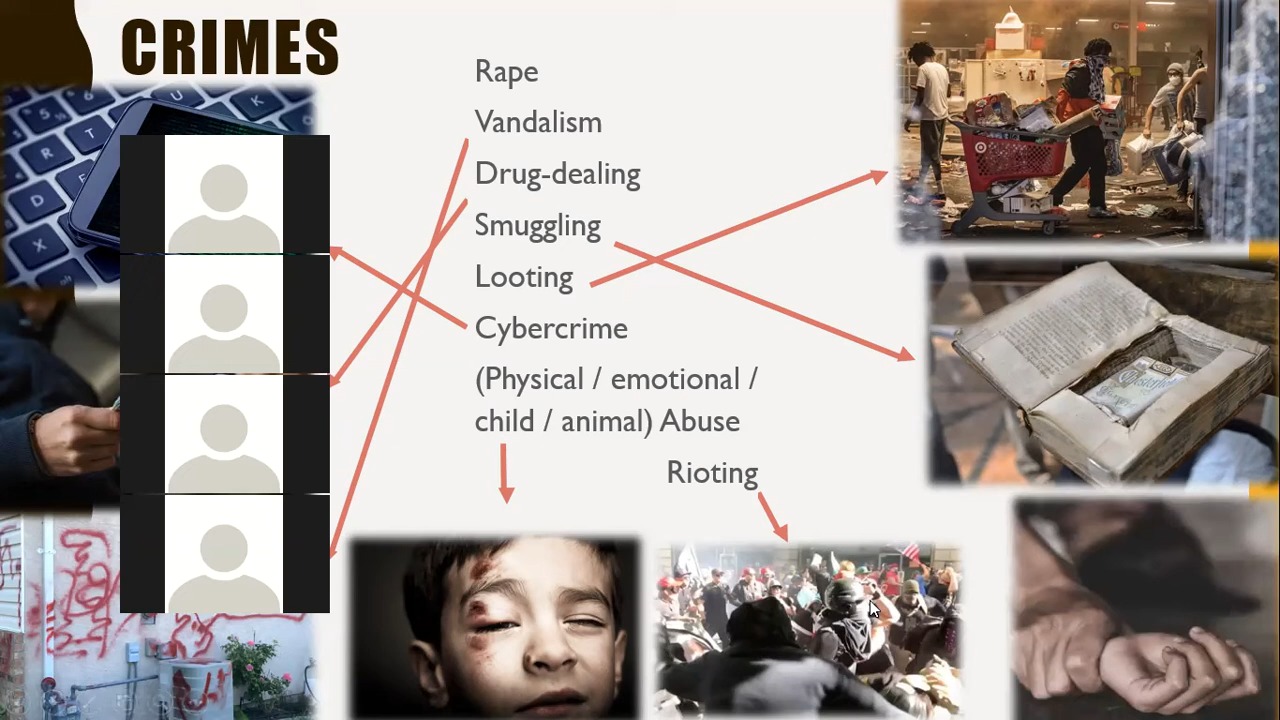 CRIMES
Rape
Vandalism
Drug-dealing
Smuggling
Looting
Cybercrime
(Physical / emotional /
child / animal) Abuse
Rioting